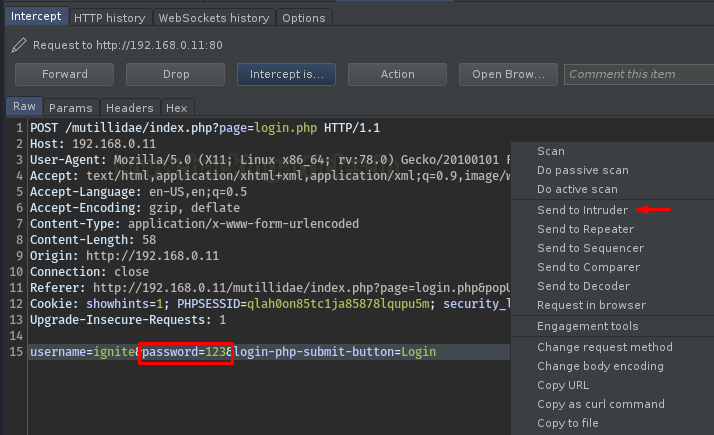 Intercept HTTP history WebSockets history Options
Request to http://192.168.0.11:80
Forward Drop Intercept is... Action Open Brow... Comment this item
Raw Params Headers Hex
1 POST /mutillidae/index.php?page=login.php HTTP/1.1
2 Host: 192.168.0.11
3 User-Agent: Mozilla/5.0 (X11; Linux x86_64; rv:78.0) Gecko/20100101 F
4 Accept: text/html,application/xhtml+xml,application/xml;q=0.9,image/w
5 Accept-Language: en-US,en;q=0.5
6 Accept-Encoding: gzip, deflate
7 Content-Type: application/x-www-form-urlencoded
8 Content-Length: 58
9 Origin: http://192.168.0.11
10 Connection: close
11 Referer: http://192.168.0.11/mutillidae/index.php?page=login.php&popU
12 Cookie: showhints=1; PHPSESSID=qlah0on85tc1ja85878lqupu5m; security_l
13 Upgrade-Insecure-Requests: 1
14
15 username=ignite&password=123&login-php-submit-button=Login
Scan
Do passive scan
Do active scan
Send to Intruder
Send to Repeater
Send to Sequencer
Send to Comparer
Send to Decoder
Request in browser
Engagement tools
Change request method
Change body encoding
Copy URL
Copy as curl command
Copy to file